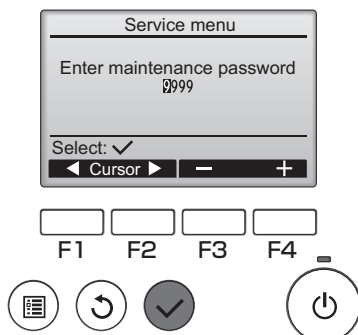 Service menu
Enter maintenance password
9999
Select:
Cursor
F1 F2 F3 F4